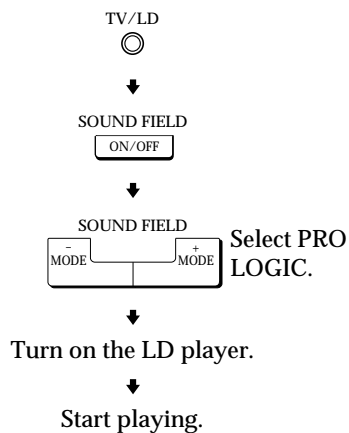 TV/LD
SOUND FIELD
ON/OFF
SOUND FIELD
– MODE
+ MODE
Select PRO
LOGIC.
Turn on the LD player.
Start playing.